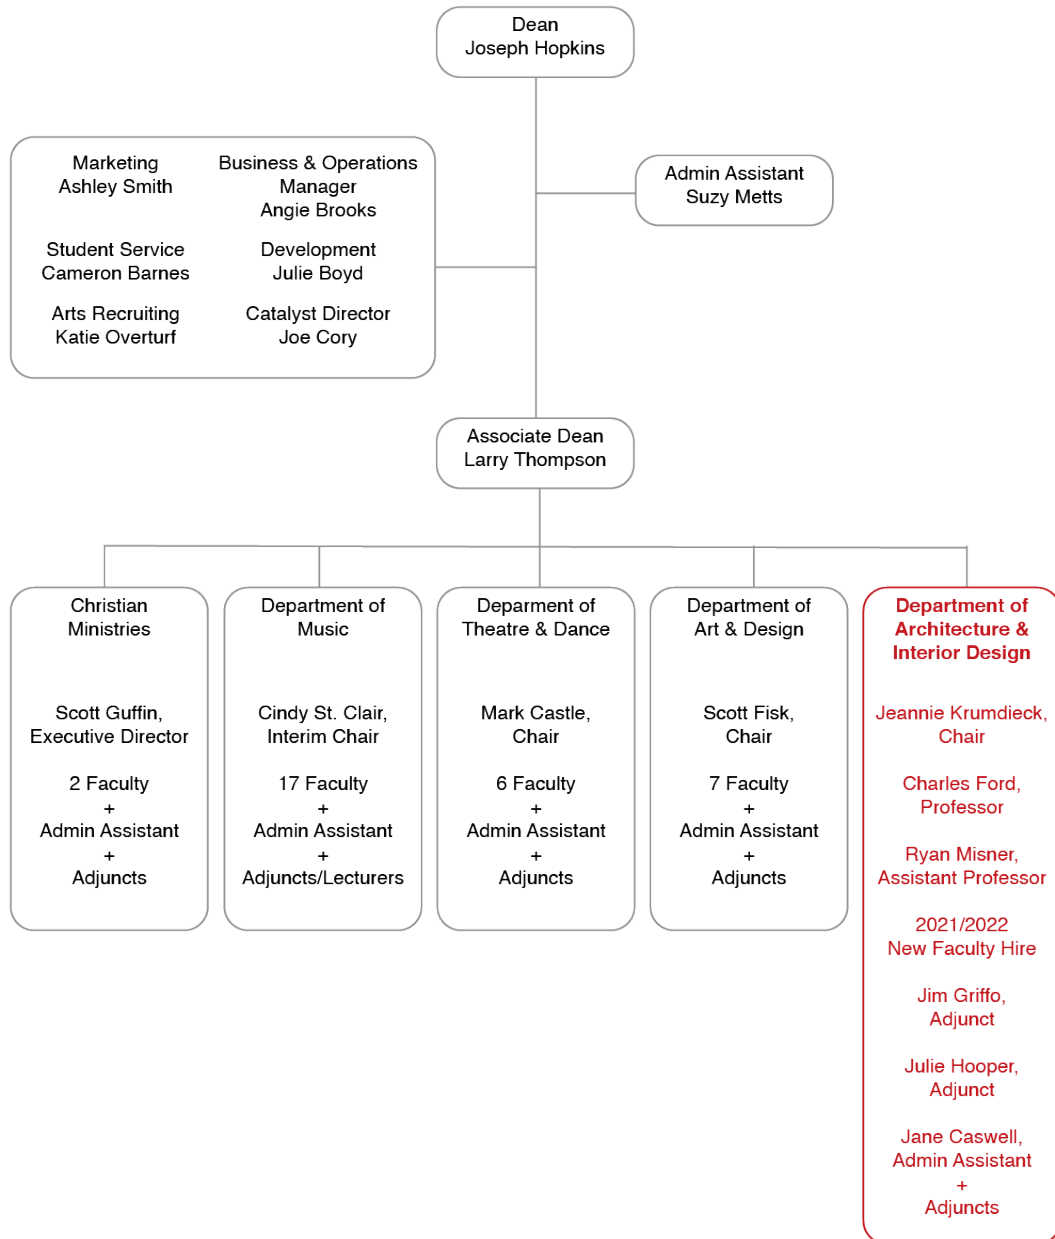 Dean
Joseph Hopkins
Marketing
Ashley Smith
Business & Operations
Manager
Angie Brooks
Student Service
Cameron Barnes
Development
Julie Boyd
Arts Recruiting
Katie Overturf
Catalyst Director
Joe Cory
Admin Assistant
Suzy Metts
Associate Dean
Larry Thompson
Christian
Ministries
Scott Guffin,
Executive Director
2 Faculty
+
Admin Assistant
+
Adjuncts
Department of
Music
Cindy St. Clair,
Interim Chair
17 Faculty
+
Admin Assistant
+
Adjuncts/Lecturers
Deparment of
Theatre & Dance
Mark Castle,
Chair
6 Faculty
+
Admin Assistant
+
Adjuncts
Department of
Art & Design
Scott Fisk,
Chair
7 Faculty
+
Admin Assistant
+
Adjuncts
Department of
Architecture &
Interior Design
Jeannie Krumdieck,
Chair
Charles Ford,
Professor
Ryan Misner,
Assistant Professor
2021/2022
New Faculty Hire
Jim Griffo,
Adjunct
Julie Hooper,
Adjunct
Jane Caswell,
Admin Assistant
+
Adjuncts